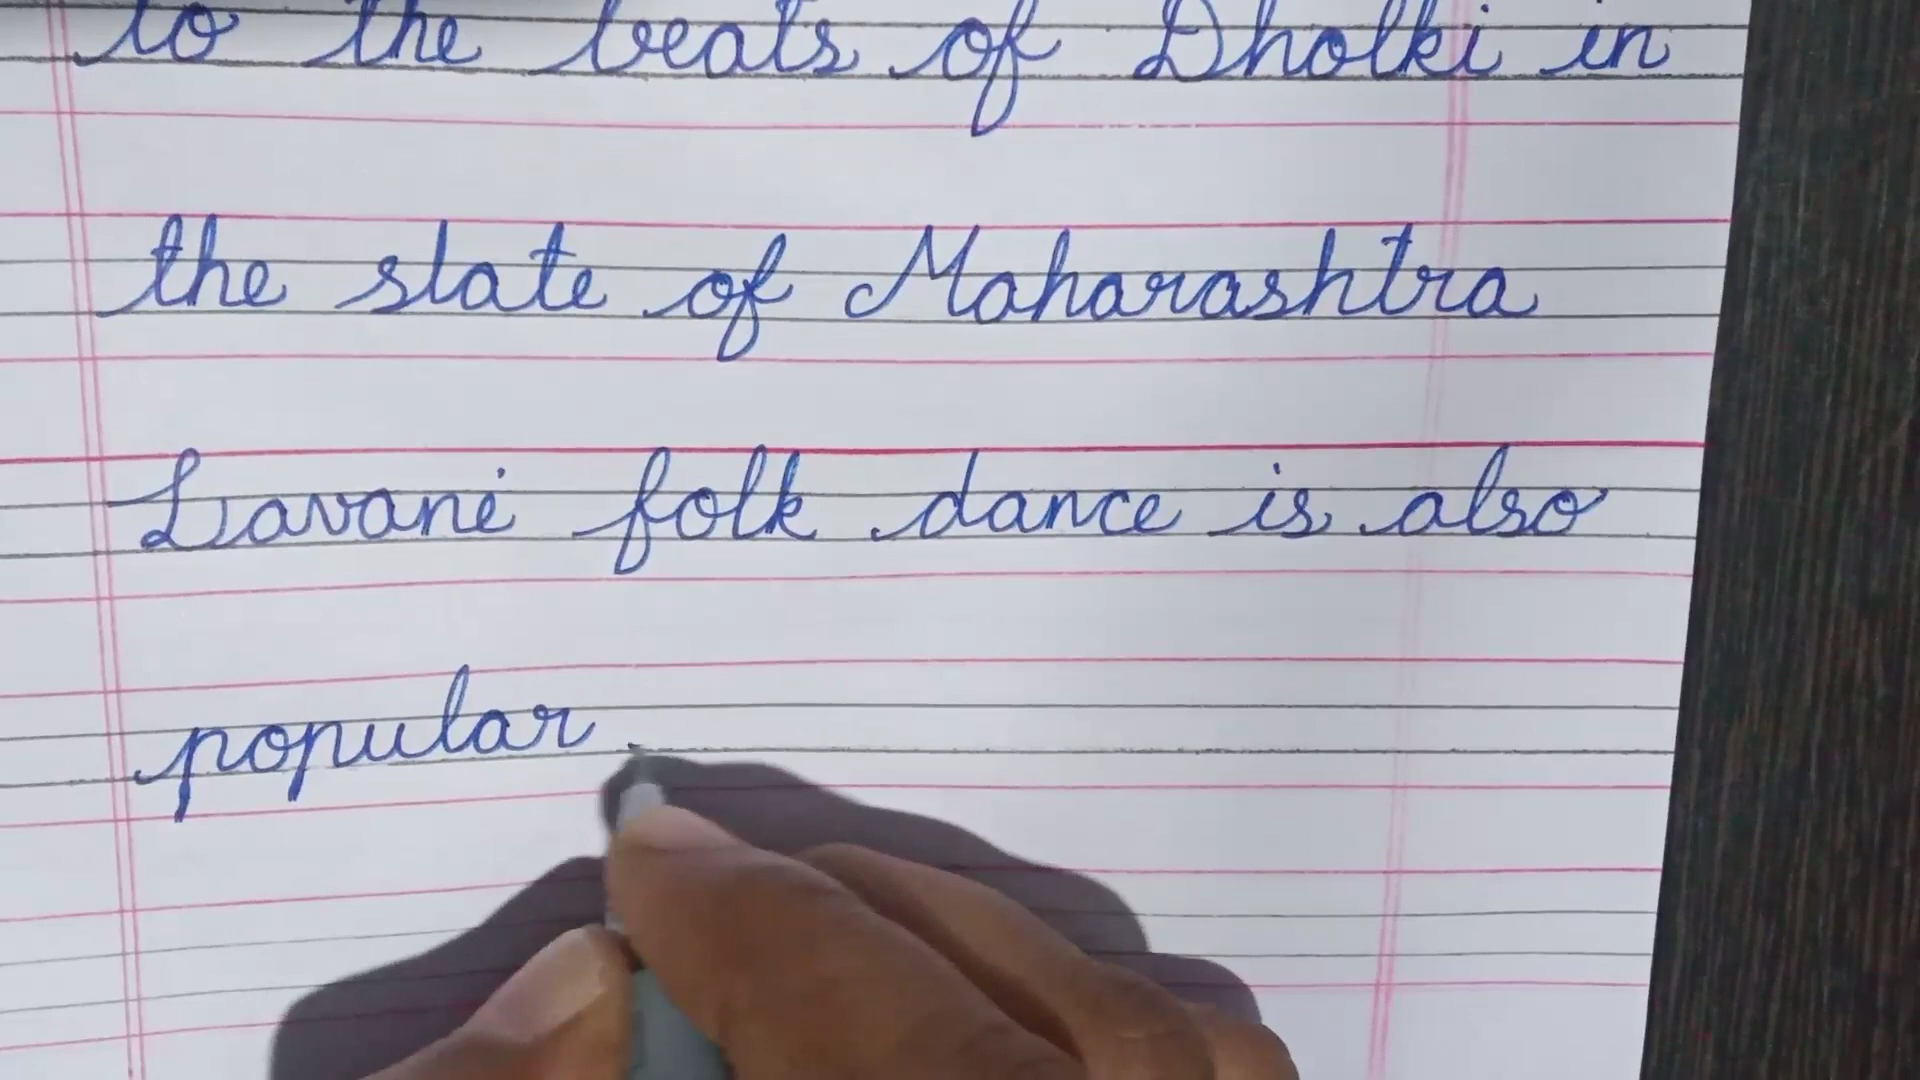 to the beats of Dholki in
the state of Maharashtra
Lavani folk dance is also
popular